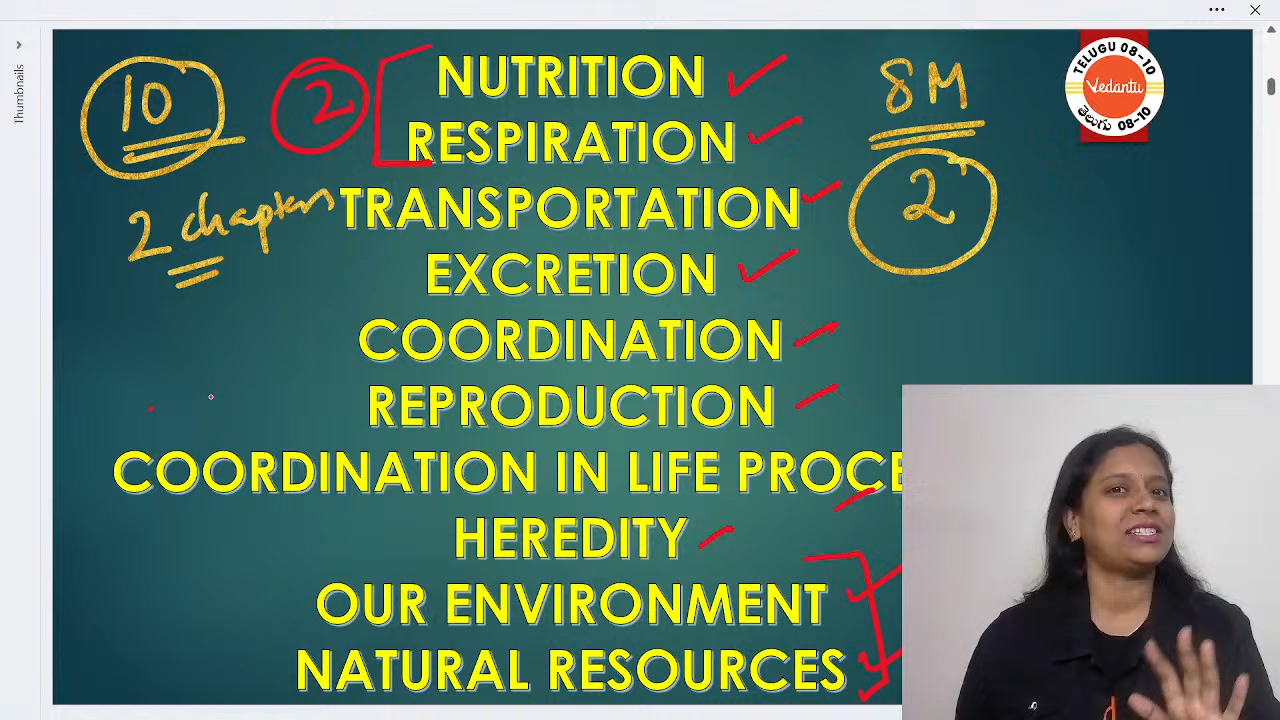 Thumbnails
TELUGU 08-10
Vedantu
తెలుగు 08-10
10
2
8M
2
2 chapters
NUTRITION
RESPIRATION
TRANSPORTATION
EXCRETION
COORDINATION
REPRODUCTION
COORDINATION IN LIFE PROCE
HEREDITY
OUR ENVIRONMENT
NATURAL RESOURCES